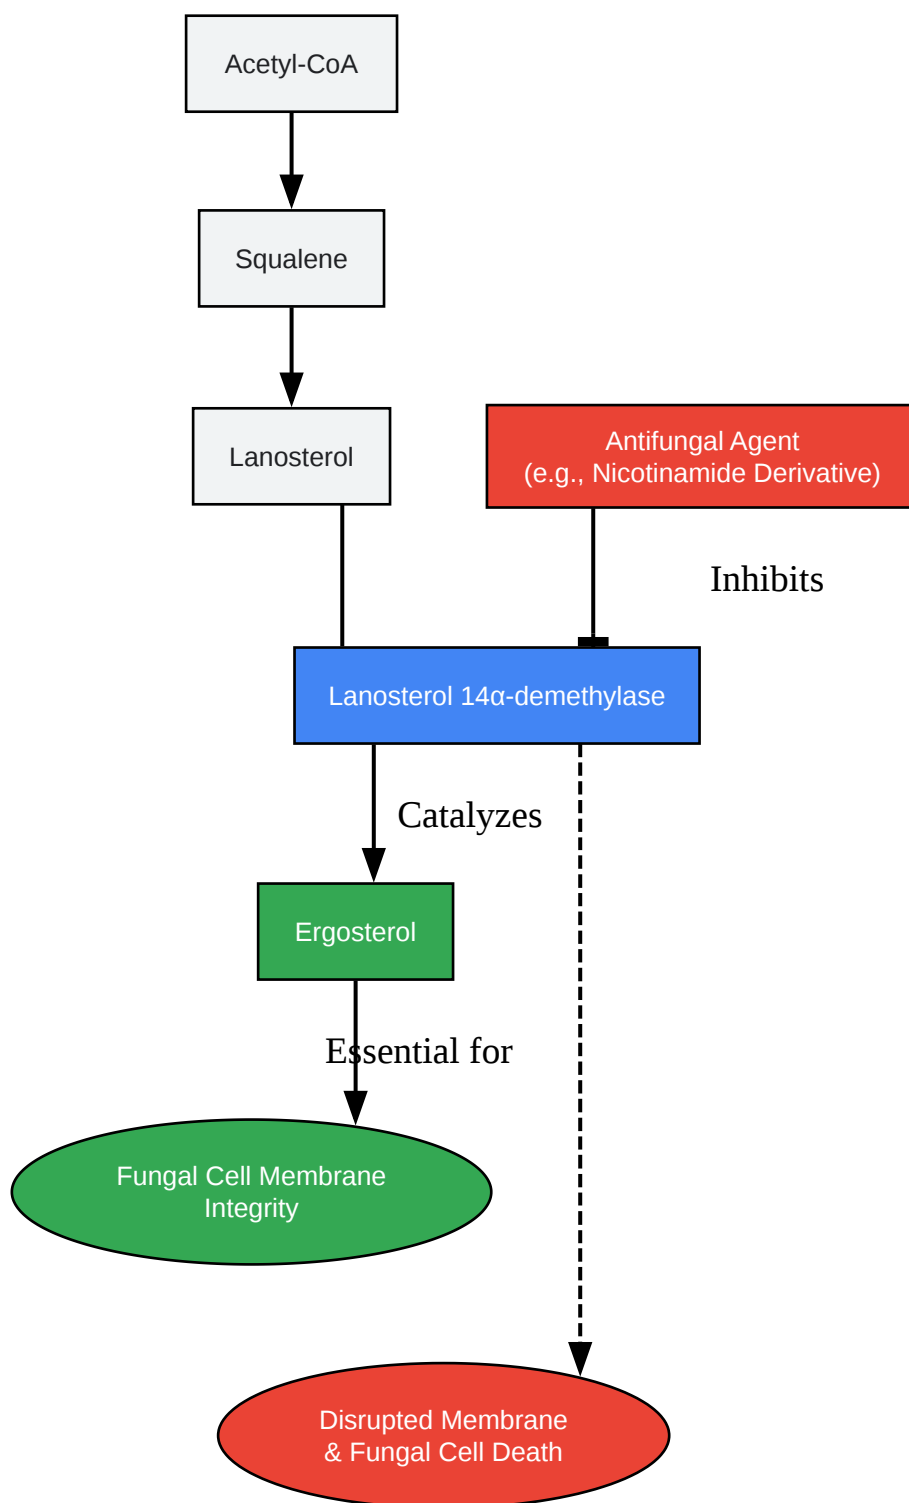 Acetyl-CoA
Squalene
Lanosterol
Antifungal Agent
(e.g., Nicotinamide Derivative)
Inhibits
Lanosterol 14α-demethylase
Catalyzes
Ergosterol
Essential for
Fungal Cell Membrane
Integrity
Disrupted Membrane
& Fungal Cell Death